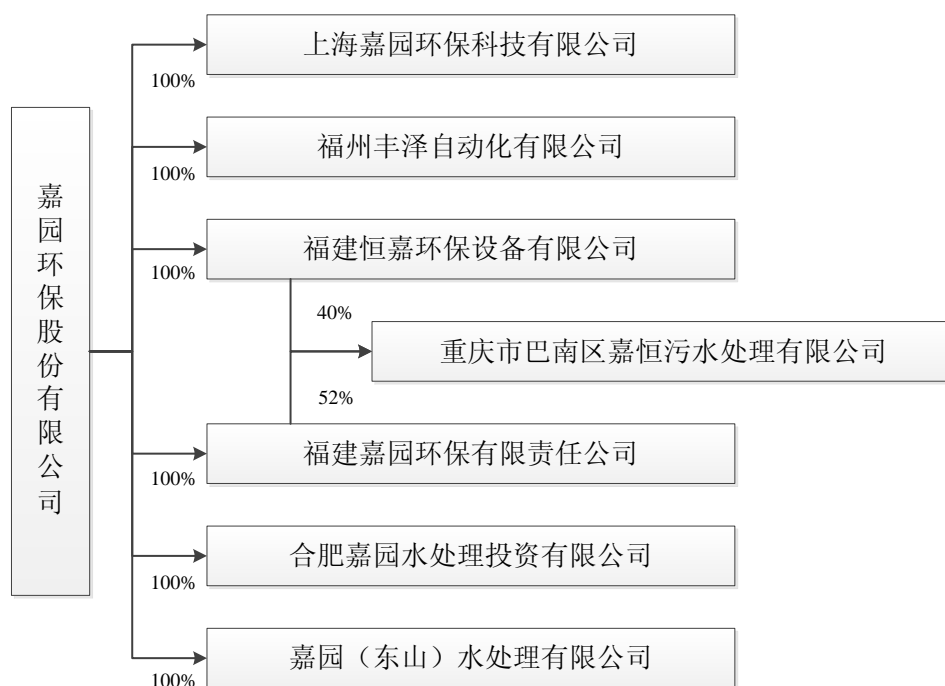 嘉园环保股份有限公司
上海嘉园环保科技有限公司
100%
福州丰泽自动化有限公司
100%
福建恒嘉环保设备有限公司
100%
40%
重庆市巴南区嘉恒污水处理有限公司
52%
福建嘉园环保有限责任公司
100%
合肥嘉园水处理投资有限公司
100%
嘉园（东山）水处理有限公司
100%